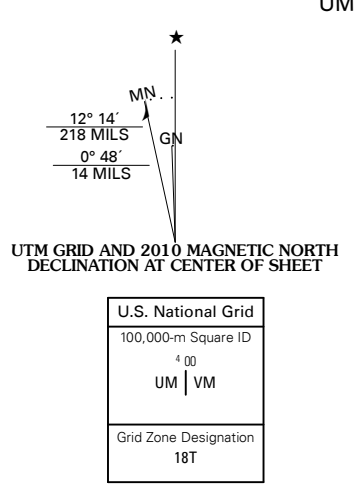 UM
★
MN
12° 14´
218 MILS
GN
0° 48´
14 MILS
UTM GRID AND 2010 MAGNETIC NORTH
DECLINATION AT CENTER OF SHEET
U.S. National Grid
100,000-m Square ID
4 00
UM | VM
Grid Zone Designation
18T